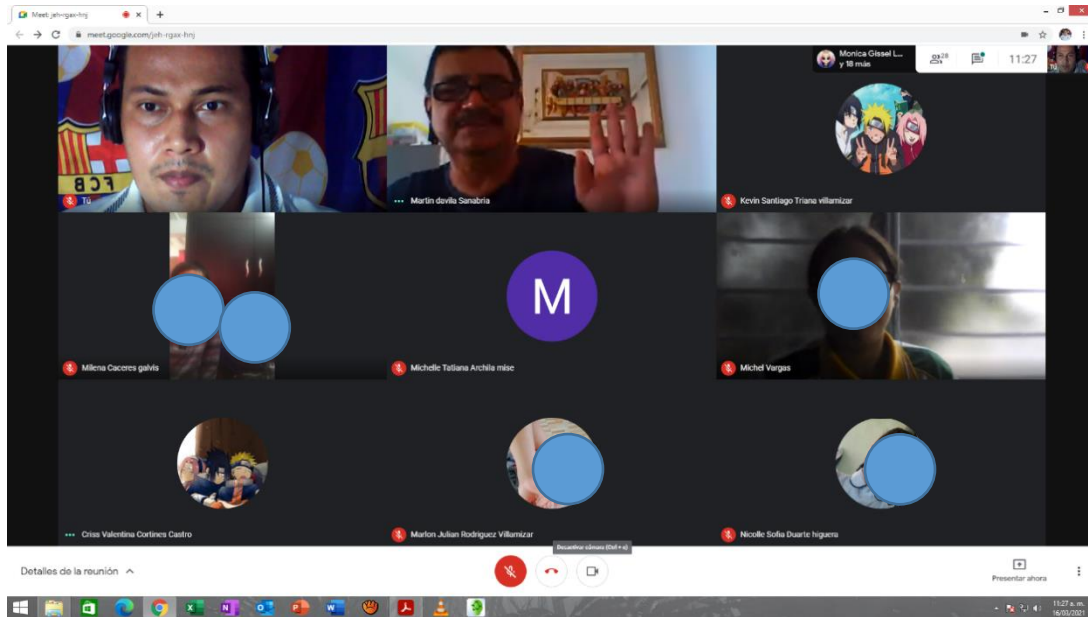 Meet: jeh-rgax-hnj
meet.google.com/jeh-rgax-hnj
Monica Gissel L...
y 18 más
28
11:27
Tú
FCB
Tú
Martin davila Sanabria
Kevin Santiago Triana villamizar
Milena Caceres galvis
M
Michelle Tatiana Archila mise
Michel Vargas
Criss Valentina Cortines Castro
Marlon Julian Rodriguez Villamizar
Nicolle Sofia Duarte higuera
Desactivar cámara (Ctrl + e)
Detalles de la reunión
Presentar ahora
11:27 a. m.
16/03/2021